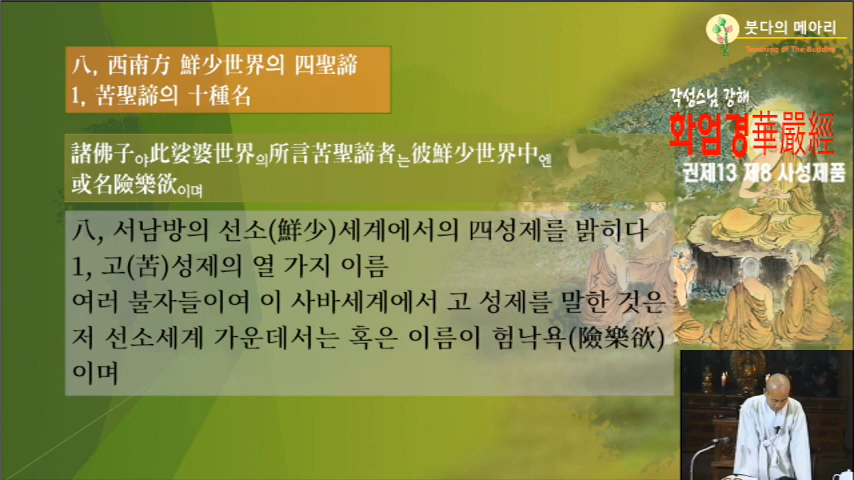 붓다의 메아리
Teaching of The Buddha
八, 西南方 鮮少世界의 四聖諦
1, 苦聖諦의 十種名
각성스님 강해
화엄경華嚴經
권제13 제8 사성제품
諸佛子야此娑婆世界의所言苦聖諦者는彼鮮少世界中엔
或名險樂欲이며
八, 서남방의 선소(鮮少)세계에서의 四성제를 밝히다
1, 고(苦)성제의 열 가지 이름
여러 불자들이여 이 사바세계에서 고 성제를 말한 것은
저 선소세계 가운데서는 혹은 이름이 험낙욕(險樂欲)
이며